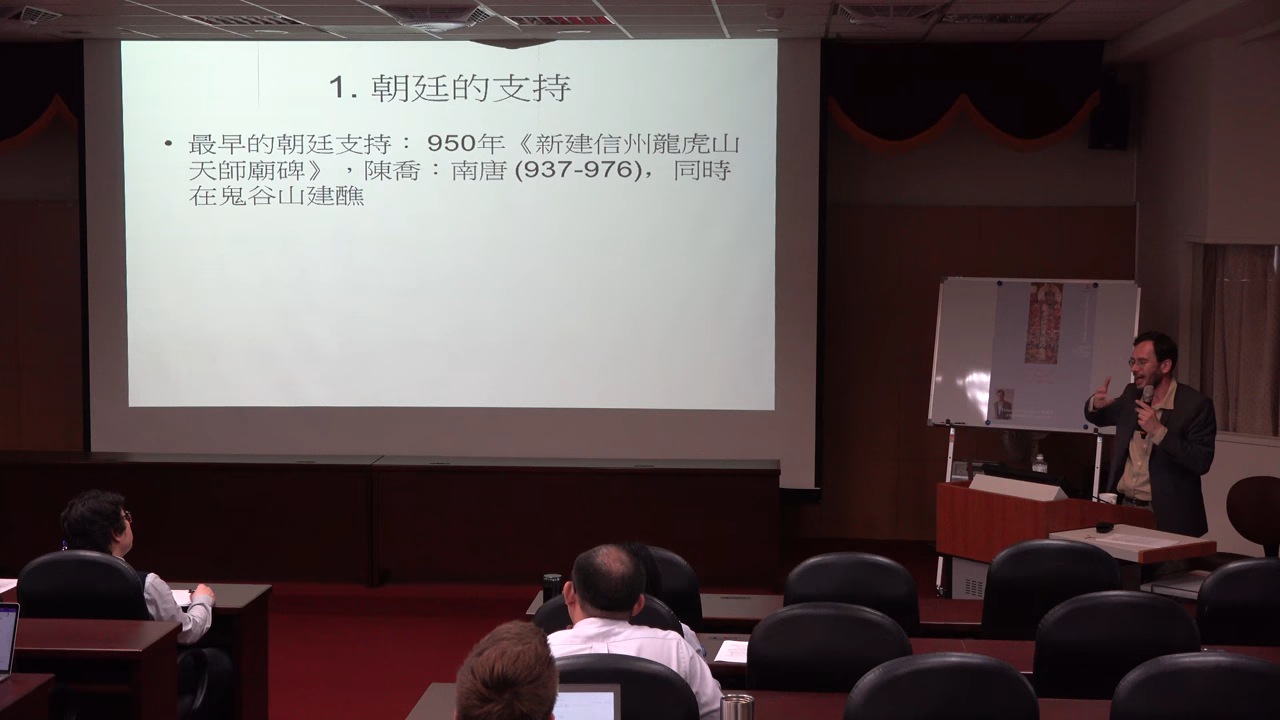 1. 朝廷的支持
• 最早的朝廷支持： 950年《新建信州龍虎山
天師廟碑》，陳喬：南唐 (937-976)， 同時
在鬼谷山建醮